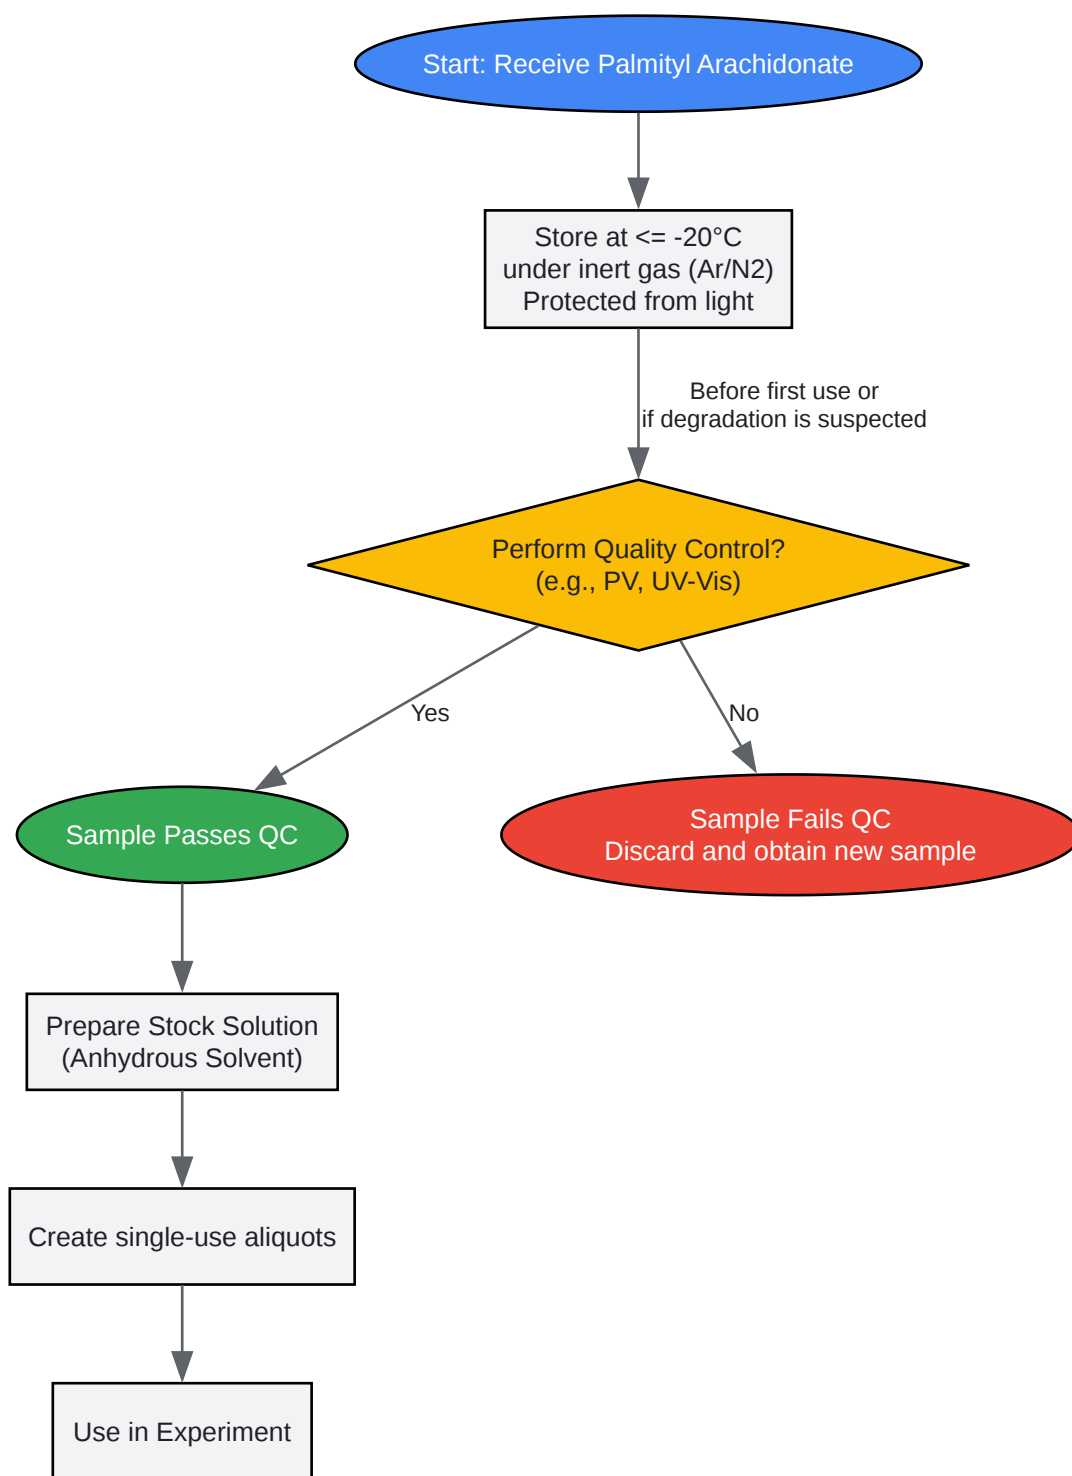 Start: Receive Palmityl Arachidonate
Store at <= -20°C
under inert gas (Ar/N2)
Protected from light
Before first use or
if degradation is suspected
Perform Quality Control?
(e.g., PV, UV-Vis)
Yes
No
Sample Passes QC
Sample Fails QC
Discard and obtain new sample
Prepare Stock Solution
(Anhydrous Solvent)
Create single-use aliquots
Use in Experiment